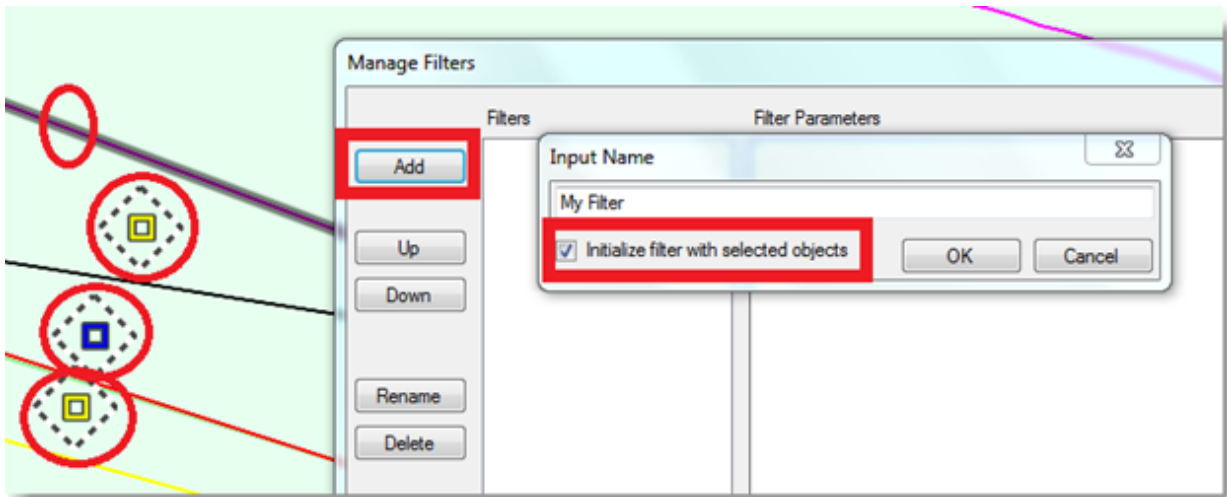 Manage Filters
Filters
Filter Parameters
Add
Input Name
My Filter
Initialize filter with selected objects
OK
Cancel
Up
Down
Rename
Delete